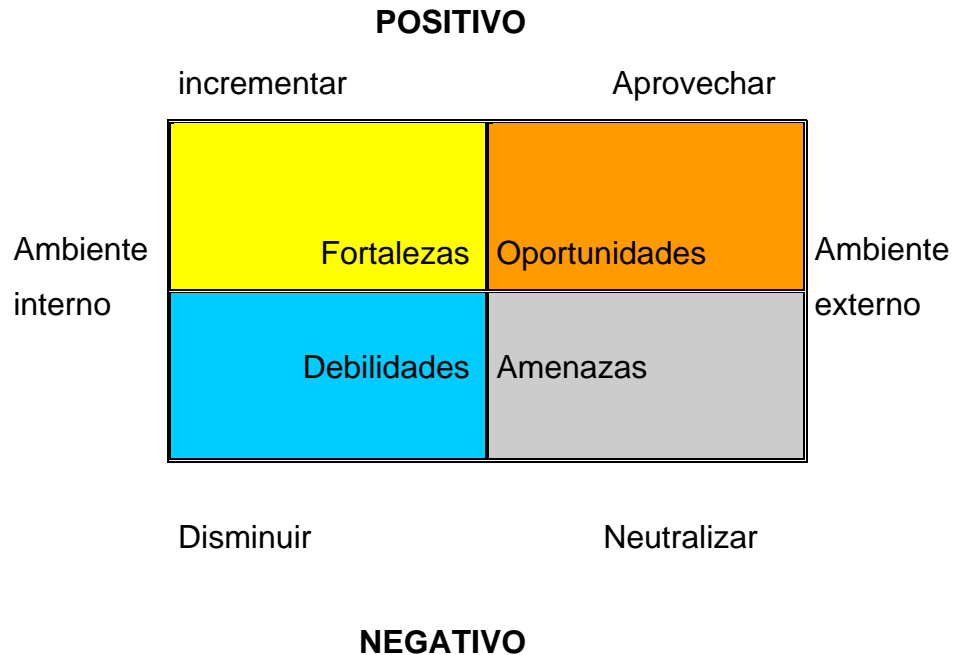 POSITIVO
incrementar Aprovechar
Fortalezas Oportunidades
Ambiente
interno
Ambiente
externo
Debilidades Amenazas
Disminuir Neutralizar
NEGATIVO